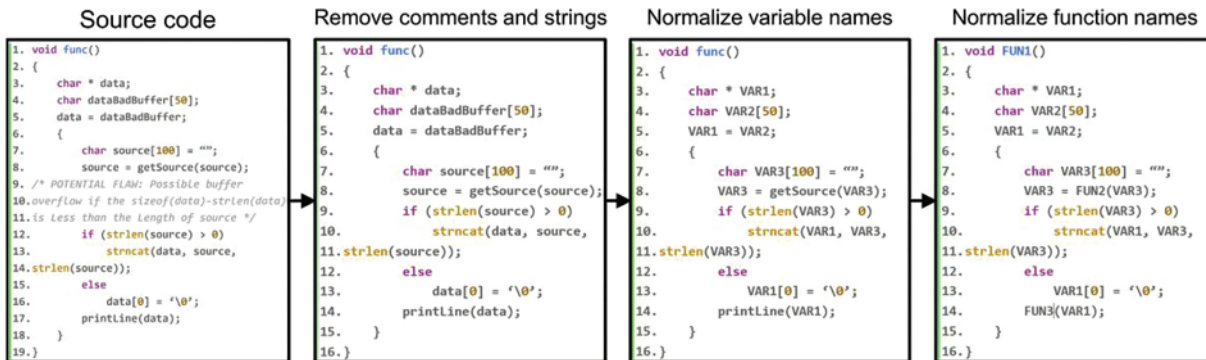 Source code
1. void func()
2. {
3. char * data;
4. char dataBadBuffer[50];
5. data = dataBadBuffer;
6. {
7. char source[100] = “”;
8. source = getSource(source);
9. /* POTENTIAL FLAW: Possible buffer
10. overflow if the sizeof(data)-strlen(data)
11. is Less than the Length of source */
12. if (strlen(source) > 0)
13. strncat(data, source,
14. strlen(source));
15. else
16. data[0] = ‘\0’;
17. printLine(data);
18. }
19.}
Remove comments and strings
1. void func()
2. {
3. char * data;
4. char dataBadBuffer[50];
5. data = dataBadBuffer;
6. {
7. char source[100] = “”;
8. source = getSource(source);
9. if (strlen(source) > 0)
10. strncat(data, source,
11. strlen(source));
12. else
13. data[0] = ‘\0’;
14. printLine(data);
15. }
16.}
Normalize variable names
1. void func()
2. {
3. char * VAR1;
4. char VAR2[50];
5. VAR1 = VAR2;
6. {
7. char VAR3[100] = “”;
8. VAR3 = getSource(VAR3);
9. if (strlen(VAR3) > 0)
10. strncat(VAR1, VAR3,
11. strlen(VAR3));
12. else
13. VAR1[0] = ‘\0’;
14. printLine(VAR1);
15. }
16.}
Normalize function names
1. void FUN1()
2. {
3. char * VAR1;
4. char VAR2[50];
5. VAR1 = VAR2;
6. {
7. char VAR3[100] = “”;
8. VAR3 = FUN2(VAR3);
9. if (strlen(VAR3) > 0)
10. strncat(VAR1, VAR3,
11. strlen(VAR3));
12. else
13. VAR1[0] = ‘\0’;
14. FUN3(VAR1);
15. }
16.}